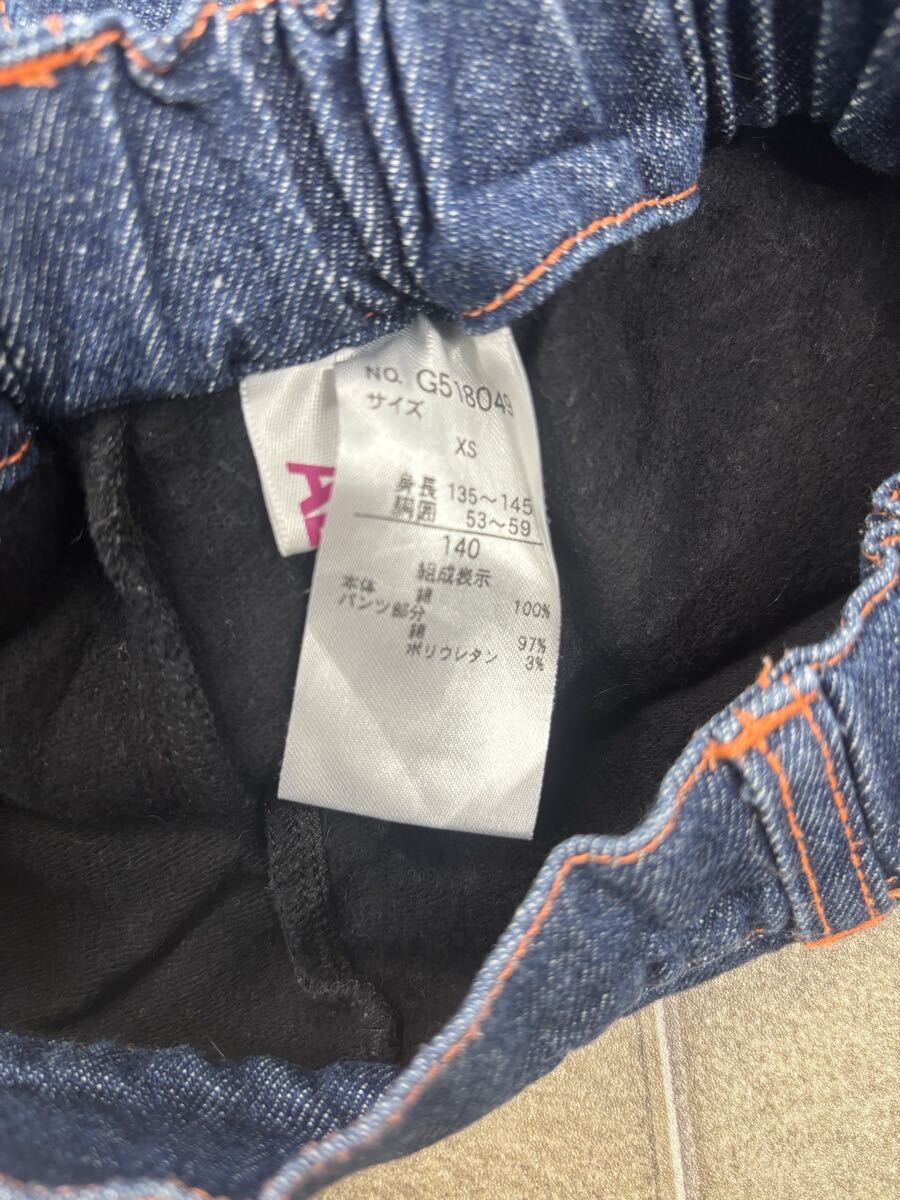 NO. G518049
サイズ
XS
身長 135〜145
胴囲 53〜59
140
組成表示
本体
綿 100%
パンツ部分
綿 97%
ポリウレタン 3%